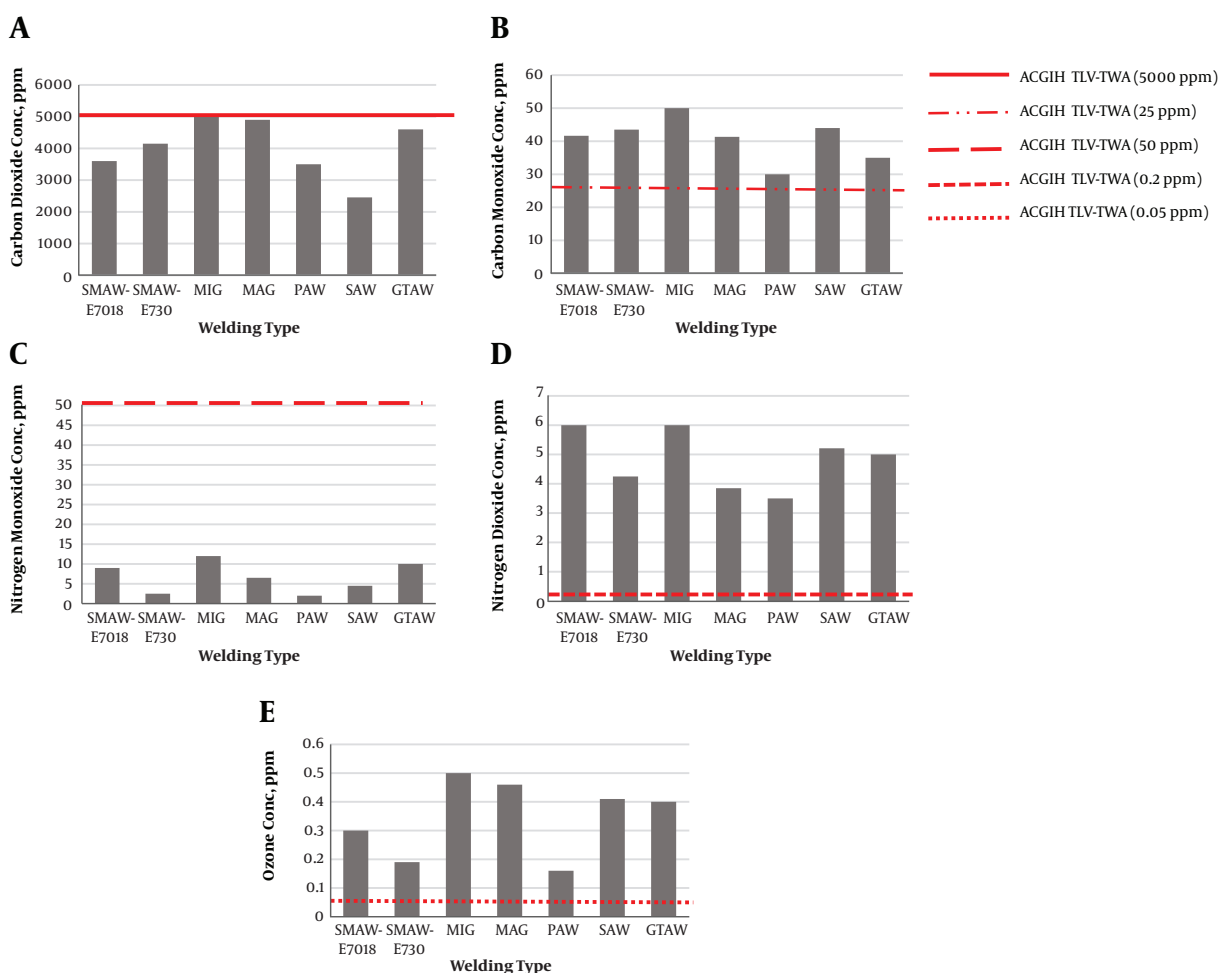 A
Carbon Dioxide Conc, ppm
6000
5000
4000
3000
2000
1000
0
SMAW-E7018 SMAW-E730 MIG MAG PAW SAW GTAW
Welding Type
B
Carbon Monoxide Conc, ppm
60
50
40
30
20
10
0
SMAW-E7018 SMAW-E730 MIG MAG PAW SAW GTAW
Welding Type
ACGIH TLV-TWA (5000 ppm)
ACGIH TLV-TWA (25 ppm)
ACGIH TLV-TWA (50 ppm)
ACGIH TLV-TWA (0.2 ppm)
ACGIH TLV-TWA (0.05 ppm)
C
Nitrogen Monoxide Conc, ppm
50
45
40
35
30
25
20
15
10
5
0
SMAW-E7018 SMAW-E730 MIG MAG PAW SAW GTAW
Welding Type
D
Nitrogen Dioxide Conc, ppm
7
6
5
4
3
2
1
0
SMAW-E7018 SMAW-E730 MIG MAG PAW SAW GTAW
Welding Type
E
Ozone Conc, ppm
0.6
0.5
0.4
0.3
0.2
0.1
0
SMAW-E7018 SMAW-E730 MIG MAG PAW SAW GTAW
Welding Type